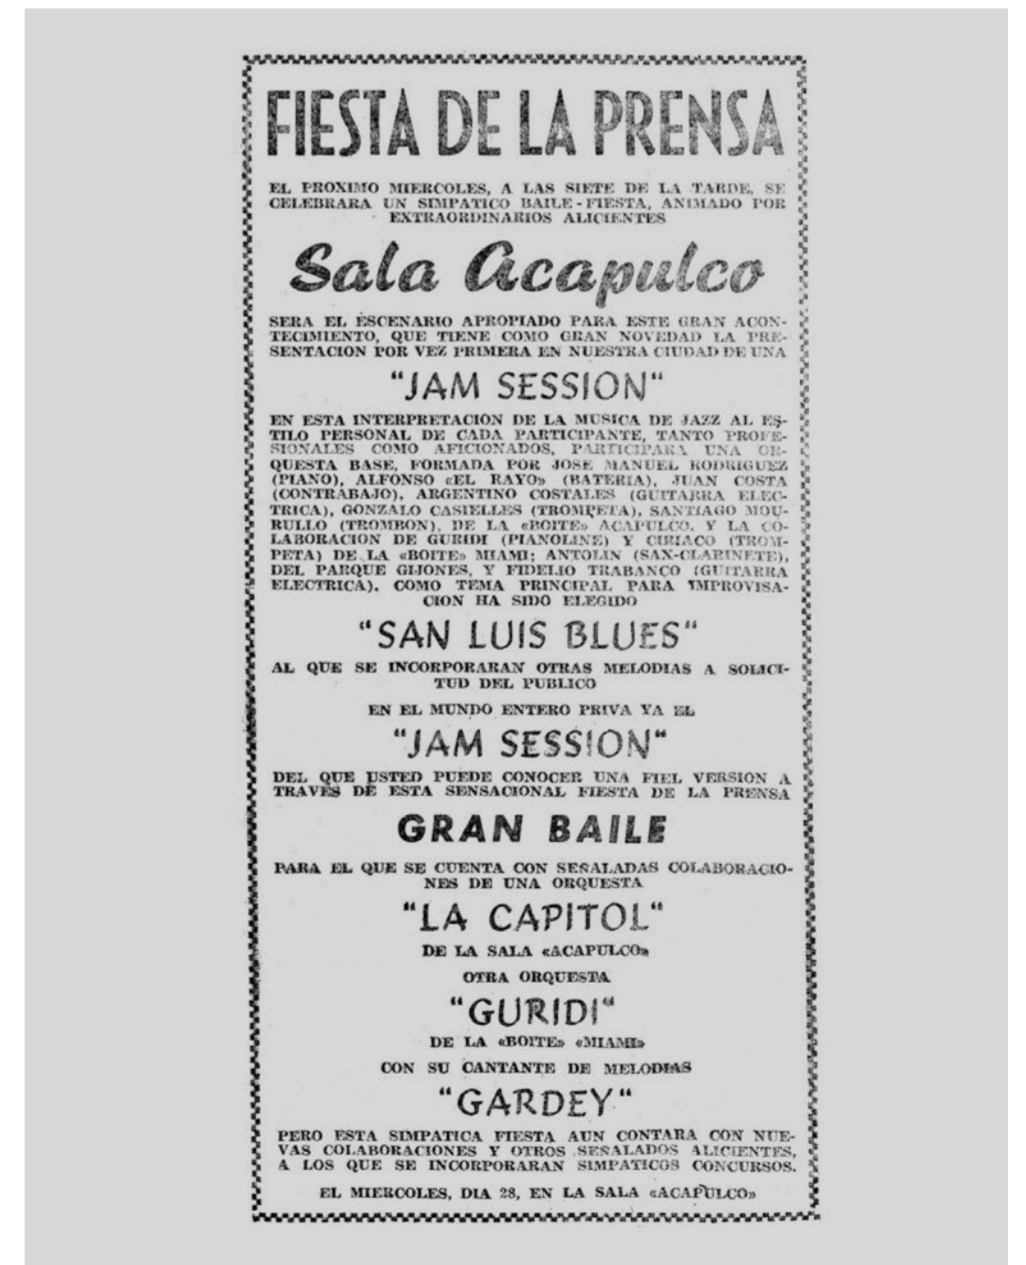 FIESTA DE LA PRENSA
EL PROXIMO MIERCOLES, A LAS SIETE DE LA TARDE, SE
CELEBRARA UN SIMPATICO BAILE-FIESTA, ANIMADO POR
EXTRAORDINARIOS ALICIENTES
Sala Acapulco
SERA EL ESCENARIO APROPIADO PARA ESTE GRAN ACON-
TECIMIENTO, QUE TIENE COMO GRAN NOVEDAD LA PRE-
SENTACION POR VEZ PRIMERA EN NUESTRA CIUDAD DE UNA
"JAM SESSION"
EN ESTA INTERPRETACION DE LA MUSICA DE JAZZ AL ES-
TILO PERSONAL DE CADA PARTICIPANTE, TANTO PROFE-
SIONALES COMO AFICIONADOS, PARTICIPARA UNA OR-
QUESTA BASE, FORMADA POR JOSE MANUEL RODRIGUEZ
(PIANO), ALFONSO «EL RAYO» (BATERIA), JUAN COSTA
(CONTRABAJO), ARGENTINO COSTALES (GUITARRA ELEC-
TRICA), GONZALO CASIELLES (TROMPETA), SANTIAGO MOU-
RULLO (TROMBON), DE LA «BOITE» ACAPULCO. Y LA CO-
LABORACION DE GURIDI (PIANOLINE) Y CIRIACO (TROM-
PETA) DE LA «BOITE» MIAMI; ANTOLIN (SAX-CLARINETE),
DEL PARQUE GIJONES, Y FIDELIO TRABANCO (GUITARRA
ELECTRICA). COMO TEMA PRINCIPAL PARA IMPROVISA-
CION HA SIDO ELEGIDO
"SAN LUIS BLUES"
AL QUE SE INCORPORARAN OTRAS MELODIAS A SOLICI-
TUD DEL PUBLICO
EN EL MUNDO ENTERO PRIVA YA EL
"JAM SESSION"
DEL QUE USTED PUEDE CONOCER UNA FIEL VERSION A
TRAVES DE ESTA SENSACIONAL FIESTA DE LA PRENSA
GRAN BAILE
PARA EL QUE SE CUENTA CON SEÑALADAS COLABORACIO-
NES DE UNA ORQUESTA
"LA CAPITOL"
DE LA SALA «ACAPULCO»
OTRA ORQUESTA
"GURIDI"
DE LA «BOITE» «MIAMI»
CON SU CANTANTE DE MELODIAS
"GARDEY"
PERO ESTA SIMPATICA FIESTA AUN CONTARA CON NUE-
VAS COLABORACIONES Y OTROS SEÑALADOS ALICIENTES,
A LOS QUE SE INCORPORARAN SIMPATICOS CONCURSOS.
EL MIERCOLES, DIA 28, EN LA SALA «ACAPULCO»